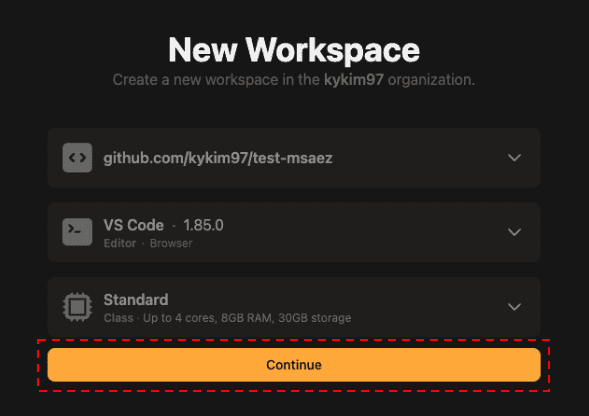 New Workspace
Create a new workspace in the kykim97 organization.
github.com/kykim97/test-msaez
VS Code · 1.85.0
Editor · Browser
Standard
Class · Up to 4 cores, 8GB RAM, 30GB storage
Continue